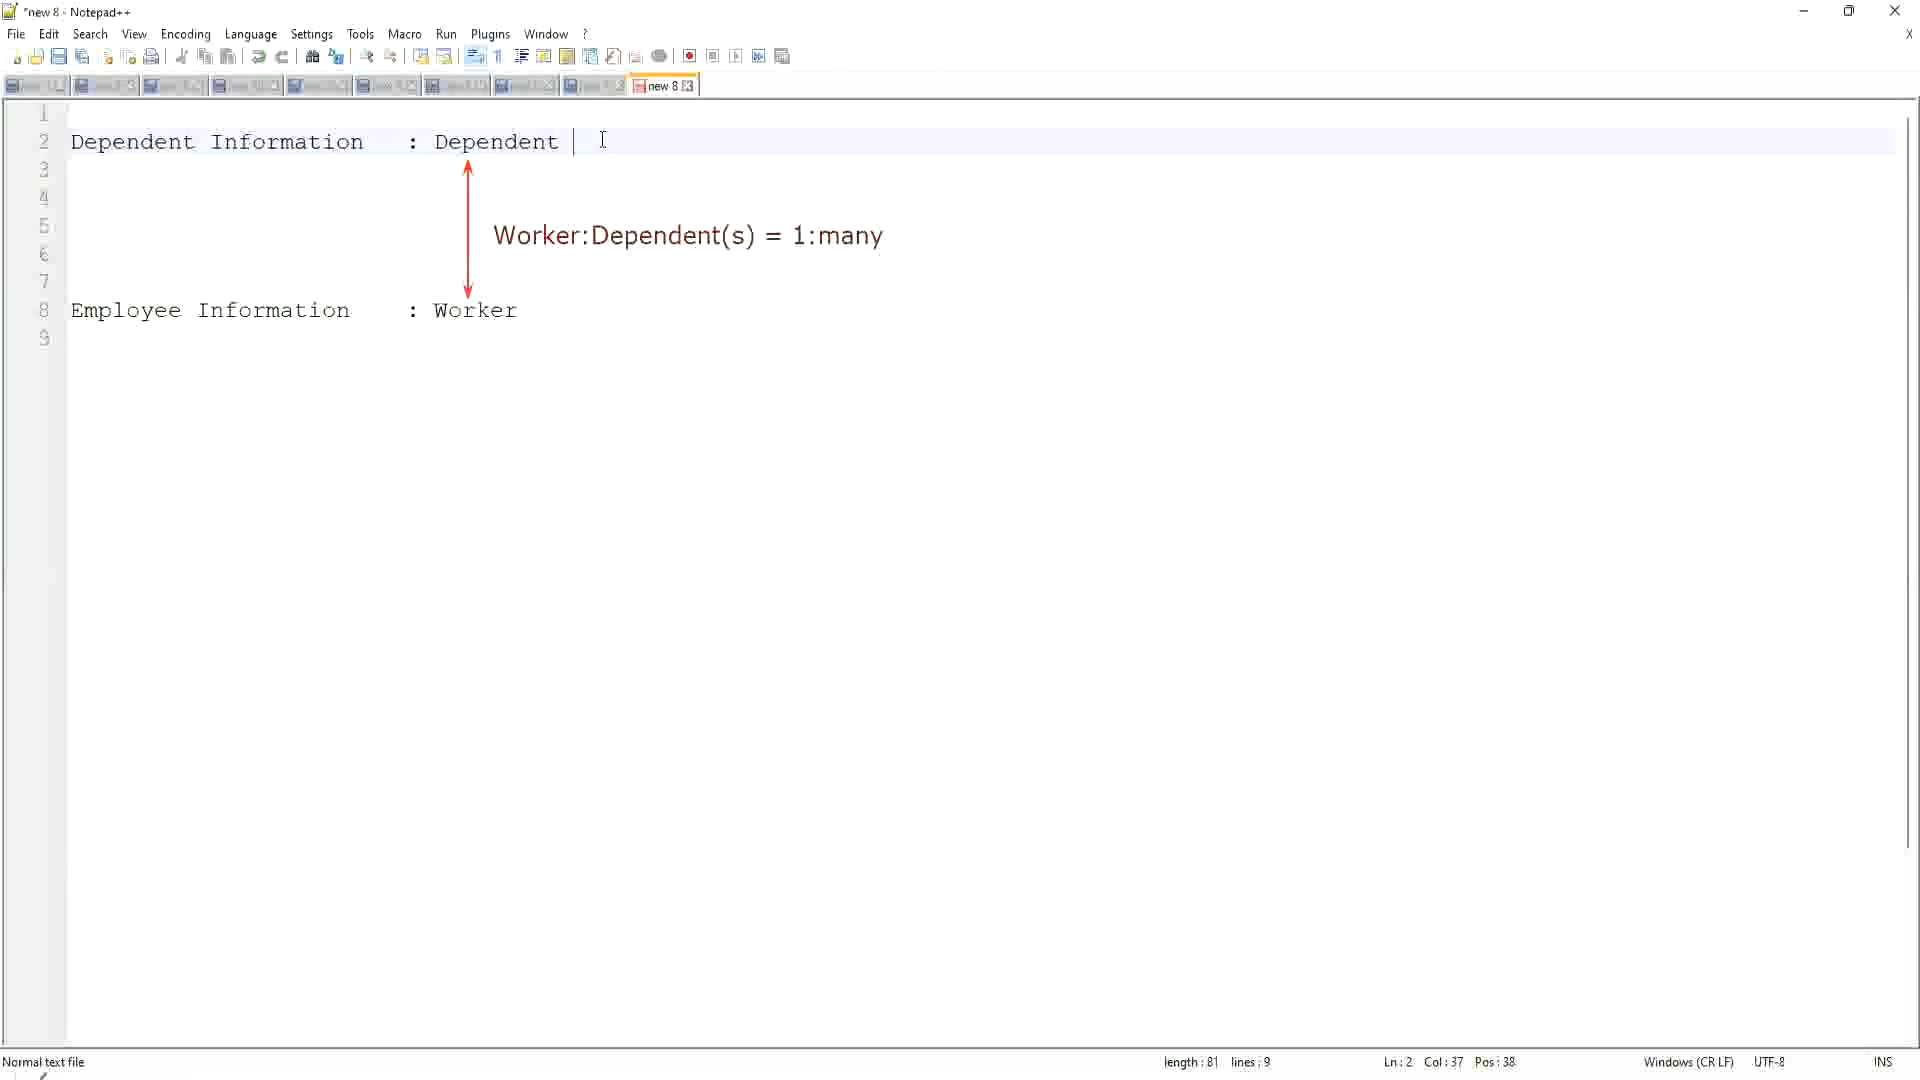 *new 8 - Notepad++
File Edit Search View Encoding Language Settings Tools Macro Run Plugins Window ?
X
new 8
1
2 Dependent Information : Dependent
3
4
5 Worker:Dependent(s) = 1:many
6
7
8 Employee Information : Worker
9
Normal text file length : 81 lines : 9 Ln : 2 Col : 37 Pos : 38 Windows (CR LF) UTF-8 INS